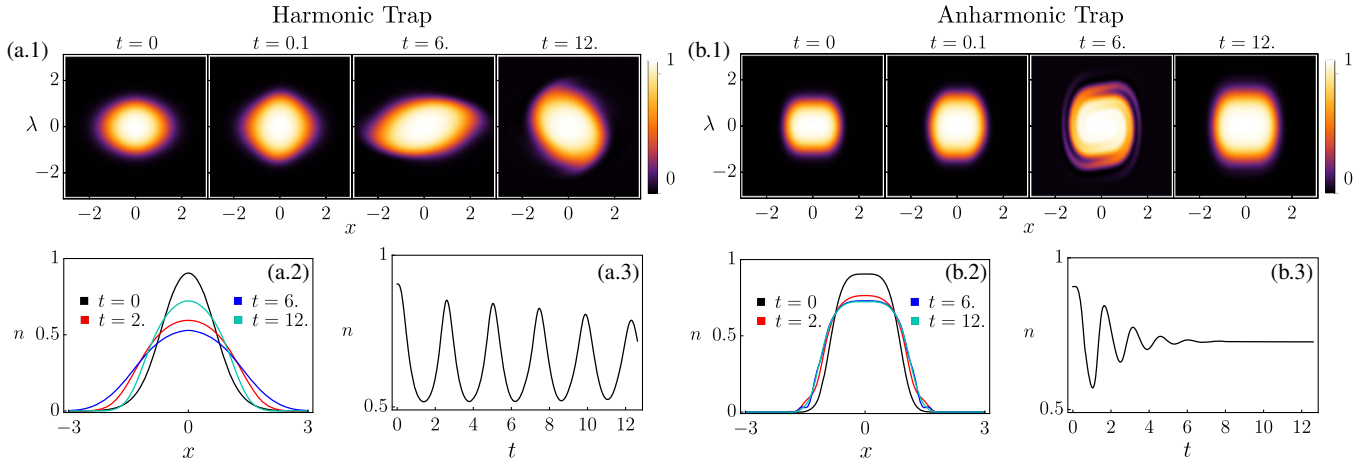 Harmonic Trap
Anharmonic Trap
(a.1)
t = 0
t = 0.1
t = 6.
t = 12.
λ
2
0
−2
−2 0 2
−2 0 2
−2 0 2
−2 0 2
x
1
0
(b.1)
t = 0
t = 0.1
t = 6.
t = 12.
λ
2
0
−2
−2 0 2
−2 0 2
−2 0 2
−2 0 2
x
1
0
(a.2)
1
0.5
0
n
t = 0
t = 2.
t = 6.
t = 12.
−3 0 3
x
(a.3)
1
n
0.5
0 2 4 6 8 10 12
t
(b.2)
1
0.5
0
n
t = 0
t = 2.
t = 6.
t = 12.
−3 0 3
x
(b.3)
1
n
0.5
0 2 4 6 8 10 12
t